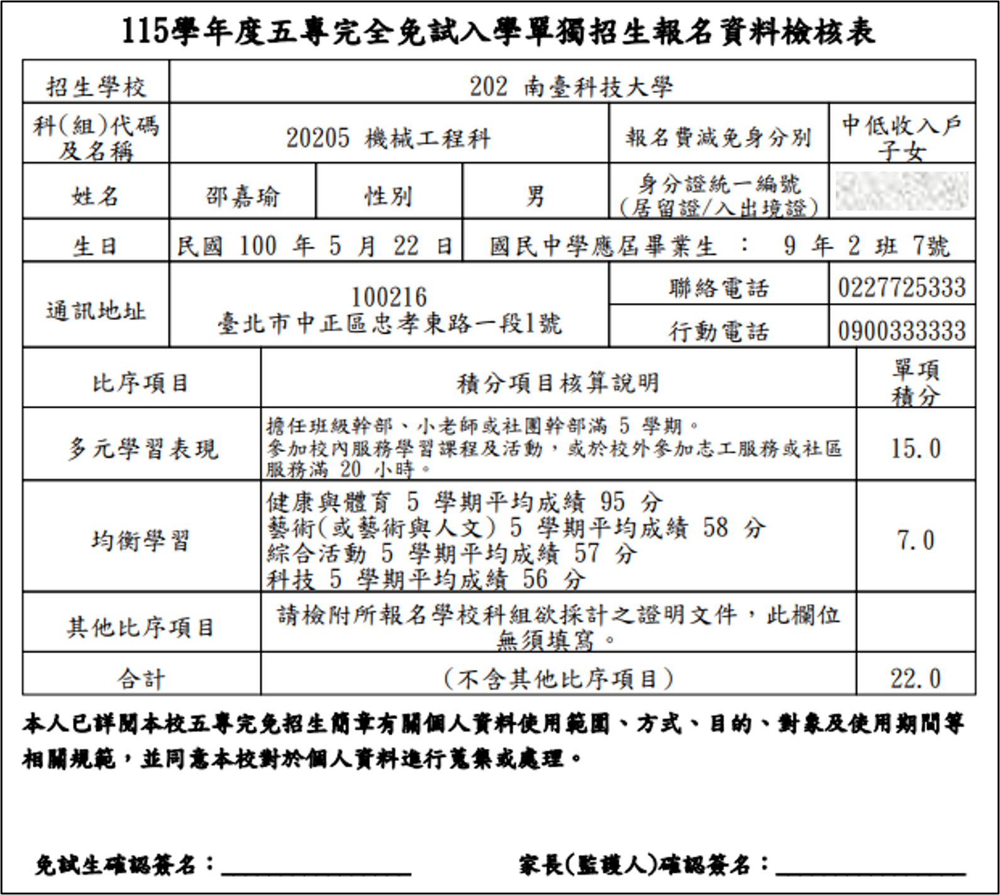 115學年度五專完全免試入學單獨招生報名資料檢核表
招生學校
202 南臺科技大學
科(組)代碼
及名稱
20205 機械工程科
報名費減免身分別
中低收入戶
子女
姓名
邵嘉瑜
性別
男
身分證統一編號
(居留證/入出境證)
生日
民國 100 年 5 月 22 日
國民中學應屆畢業生 ： 9 年 2 班 7號
通訊地址
100216
臺北市中正區忠孝東路一段1號
聯絡電話
0227725333
行動電話
0900333333
比序項目
積分項目核算說明
單項
積分
多元學習表現
擔任班級幹部、小老師或社團幹部滿 5 學期。
參加校內服務學習課程及活動，或於校外參加志工服務或社區
服務滿 20 小時。
15.0
均衡學習
健康與體育 5 學期平均成績 95 分
藝術(或藝術與人文) 5 學期平均成績 58 分
綜合活動 5 學期平均成績 57 分
科技 5 學期平均成績 56 分
7.0
其他比序項目
請檢附所報名學校科組欲採計之證明文件，此欄位
無須填寫。
合計
(不含其他比序項目)
22.0
本人已詳閱本校五專完免招生簡章有關個人資料使用範圍、方式、目的、對象及使用期間等
相關規範，並同意本校對於個人資料進行蒐集或處理。
免試生確認簽名：
家長(監護人)確認簽名：